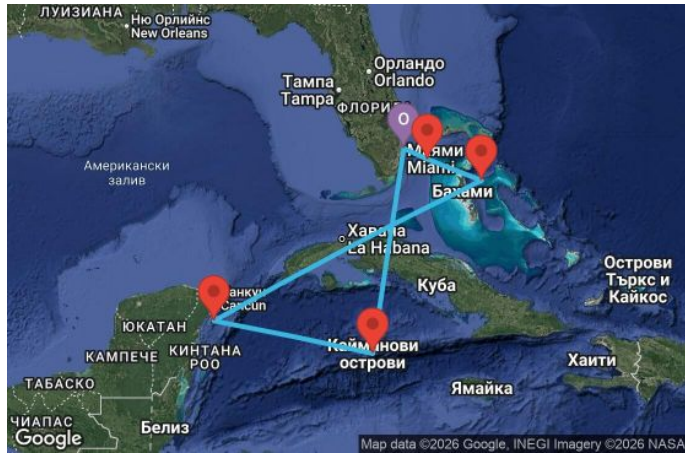 ЛУИЗИАНА
Ню Орлийнс
New Orleans
Орландо
Orlando
Тампа
Tampa
ФЛОРИДА
O
Маями
Miami
Американски
залив
Бахами
Хавана
La Habana
Куба
Острови
Търкс и
Кайкос
Cancún
ЮКАТАН
КАМПЕЧЕ
КИНТАНА
РОО
Кайманови
острови
Хаити
ТАБАСКО
Ямайка
ЧИАПАС
Белиз
Google
Map data ©2026 Google, INEGI Imagery ©2026 NASA